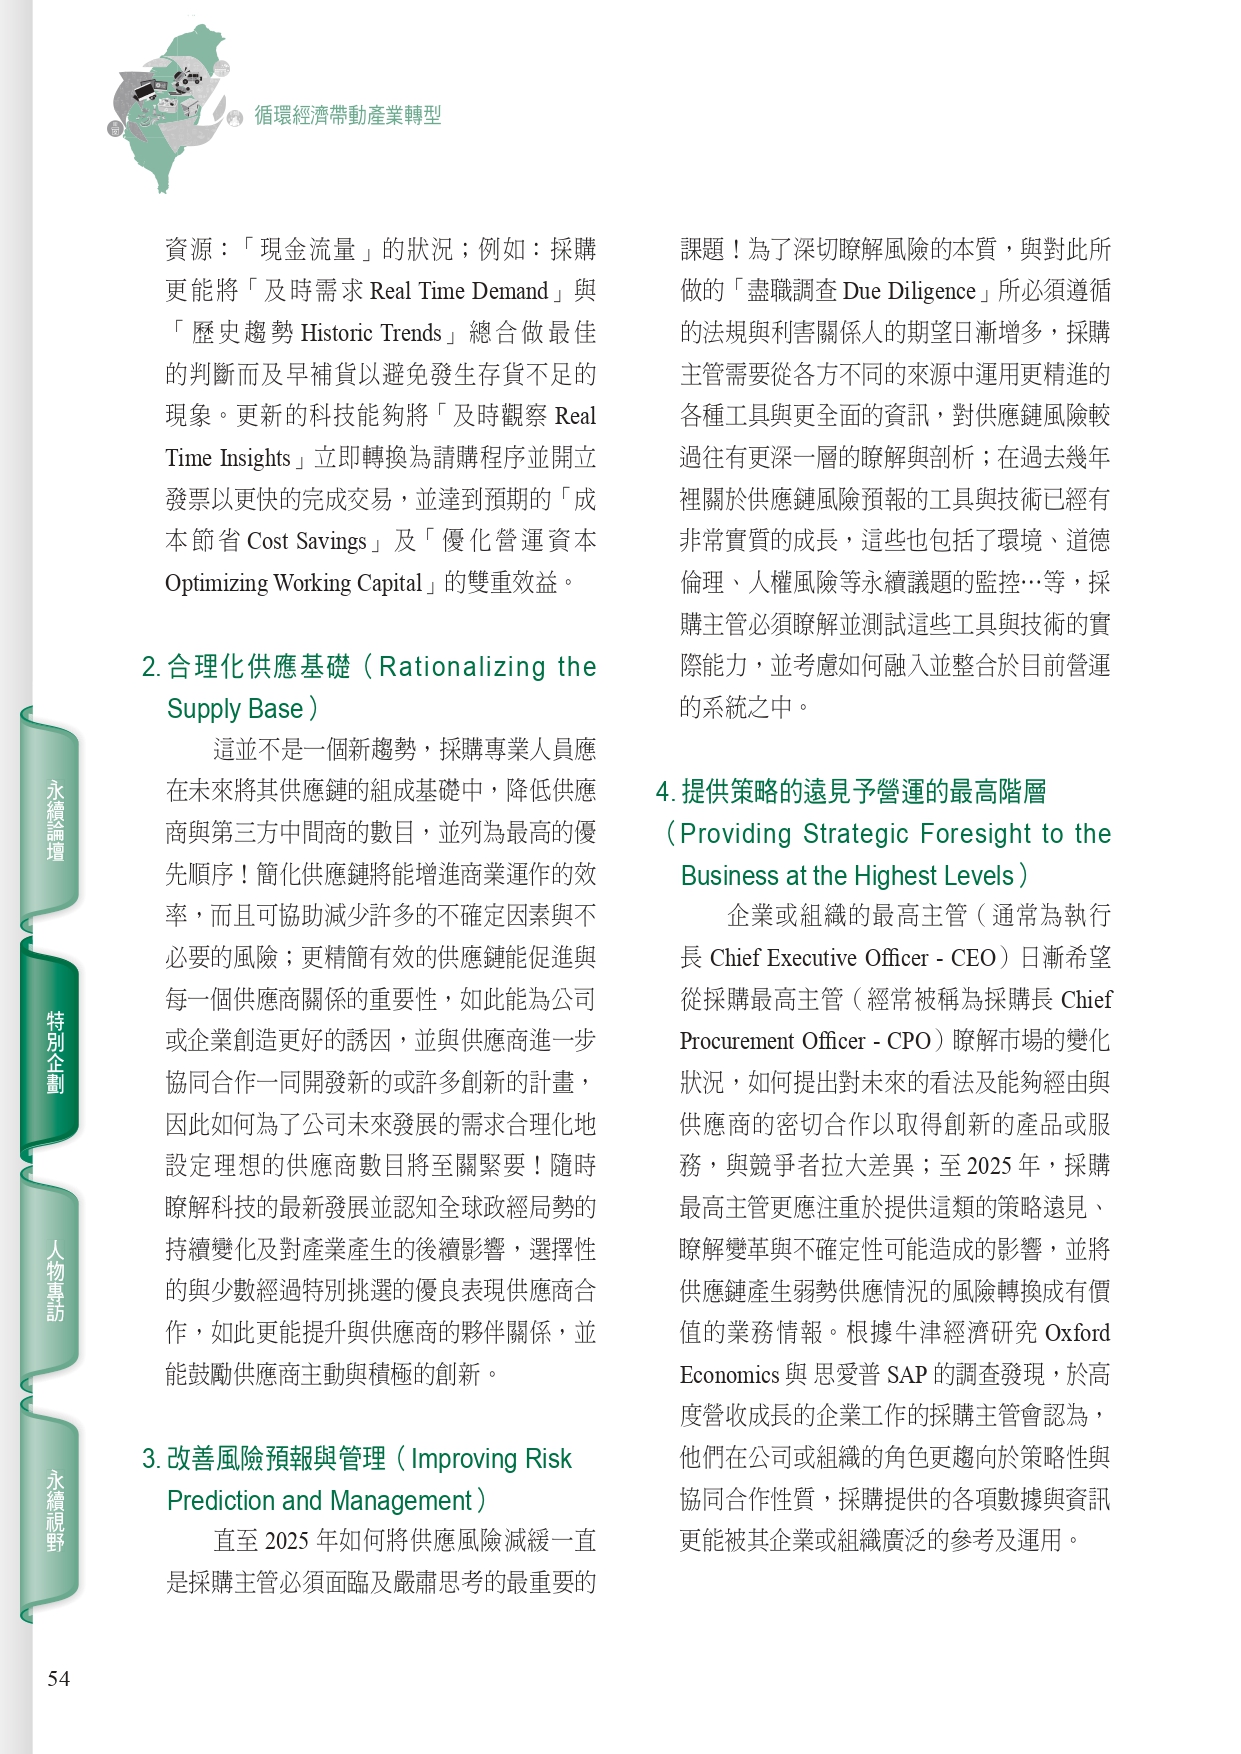 循環經濟帶動產業轉型
資源：「現金流量」的狀況；例如：採購
更能將「及時需求 Real Time Demand」與
「歷史趨勢 Historic Trends」總合做最佳
的判斷而及早補貨以避免發生存貨不足的
現象。更新的科技能夠將「及時觀察 Real
Time Insights」立即轉換為請購程序並開立
發票以更快的完成交易，並達到預期的「成
本節省 Cost Savings」及「優化營運資本
Optimizing Working Capital」的雙重效益。
2. 合理化供應基礎（Rationalizing the
Supply Base）
這並不是一個新趨勢，採購專業人員應
在未來將其供應鏈的組成基礎中，降低供應
商與第三方中間商的數目，並列為最高的優
先順序！簡化供應鏈將能增進商業運作的效
率，而且可協助減少許多的不確定因素與不
必要的風險；更精簡有效的供應鏈能促進與
每一個供應商關係的重要性，如此能為公司
或企業創造更好的誘因，並與供應商進一步
協同合作一同開發新的或許多創新的計畫，
因此如何為了公司未來發展的需求合理化地
設定理想的供應商數目將至關緊要！隨時
瞭解科技的最新發展並認知全球政經局勢的
持續變化及對產業產生的後續影響，選擇性
的與少數經過特別挑選的優良表現供應商合
作，如此更能提升與供應商的夥伴關係，並
能鼓勵供應商主動與積極的創新。
3. 改善風險預報與管理（Improving Risk
Prediction and Management）
直至 2025 年如何將供應風險減緩一直
是採購主管必須面臨及嚴肅思考的最重要的
課題！為了深切瞭解風險的本質，與對此所
做的「盡職調查 Due Diligence」所必須遵循
的法規與利害關係人的期望日漸增多，採購
主管需要從各方不同的來源中運用更精進的
各種工具與更全面的資訊，對供應鏈風險較
過往有更深一層的瞭解與剖析；在過去幾年
裡關於供應鏈風險預報的工具與技術已經有
非常實質的成長，這些也包括了環境、道德
倫理、人權風險等永續議題的監控…等，採
購主管必須瞭解並測試這些工具與技術的實
際能力，並考慮如何融入並整合於目前營運
的系統之中。
4. 提供策略的遠見予營運的最高階層
（Providing Strategic Foresight to the
Business at the Highest Levels）
企業或組織的最高主管（通常為執行
長 Chief Executive Officer - CEO）日漸希望
從採購最高主管（經常被稱為採購長 Chief
Procurement Officer - CPO）瞭解市場的變化
狀況，如何提出對未來的看法及能夠經由與
供應商的密切合作以取得創新的產品或服
務，與競爭者拉大差異；至 2025 年，採購
最高主管更應注重於提供這類的策略遠見、
瞭解變革與不確定性可能造成的影響，並將
供應鏈產生弱勢供應情況的風險轉換成有價
值的業務情報。根據牛津經濟研究 Oxford
Economics 與 思愛普 SAP 的調查發現，於高
度營收成長的企業工作的採購主管會認為，
他們在公司或組織的角色更趨向於策略性與
協同合作性質，採購提供的各項數據與資訊
更能被其企業或組織廣泛的參考及運用。
永續論壇
特別企劃
人物專訪
永續視野
54